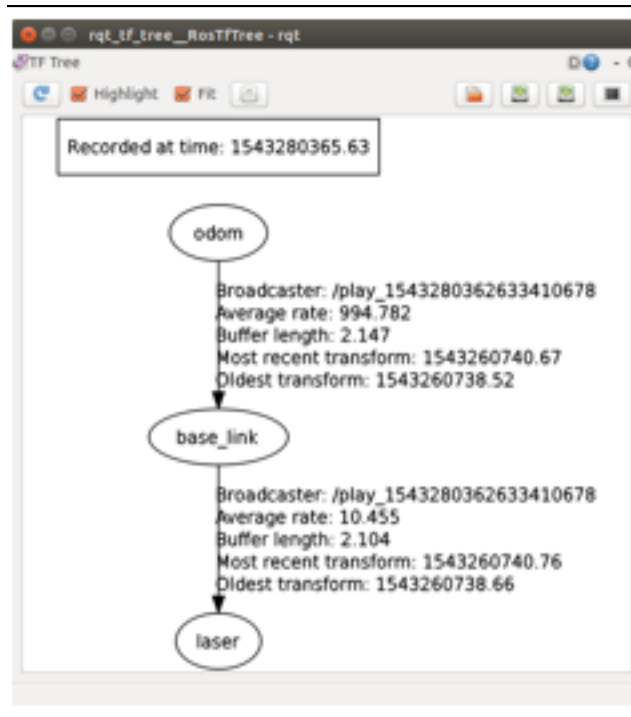 rqt_tf_tree__RosTfTree - rqt
TF Tree
D
Highlight Fit
Recorded at time: 1543280365.63
odom
Broadcaster: /play_1543280362633410678
Average rate: 994.782
Buffer length: 2.147
Most recent transform: 1543260740.67
Oldest transform: 1543260738.52
base_link
Broadcaster: /play_1543280362633410678
Average rate: 10.455
Buffer length: 2.104
Most recent transform: 1543260740.76
Oldest transform: 1543260738.66
laser